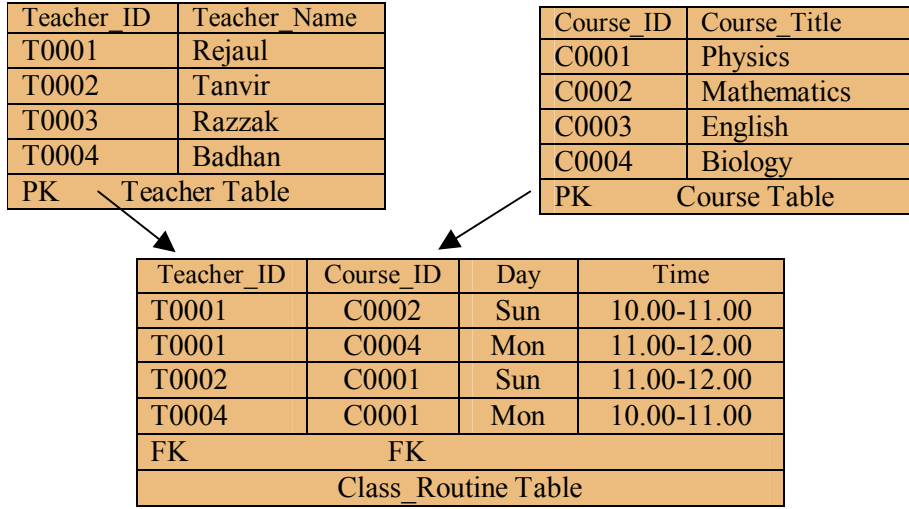 Teacher_ID Teacher_Name
T0001 Rejaul
T0002 Tanvir
T0003 Razzak
T0004 Badhan
PK Teacher Table
Course_ID Course_Title
C0001 Physics
C0002 Mathematics
C0003 English
C0004 Biology
PK Course Table
Teacher_ID Course_ID Day Time
T0001 C0002 Sun 10.00-11.00
T0001 C0004 Mon 11.00-12.00
T0002 C0001 Sun 11.00-12.00
T0004 C0001 Mon 10.00-11.00
FK FK
Class_Routine Table